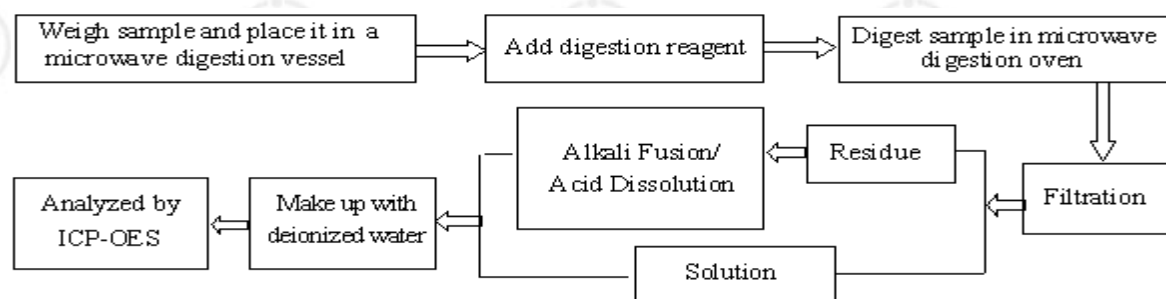 Weigh sample and place it in a
microwave digestion vessel
Add digestion reagent
Digest sample in microwave
digestion oven
Alkali Fusion/
Acid Dissolution
Residue
Filtration
Analyzed by
ICP-OES
Make up with
deionized water
Solution